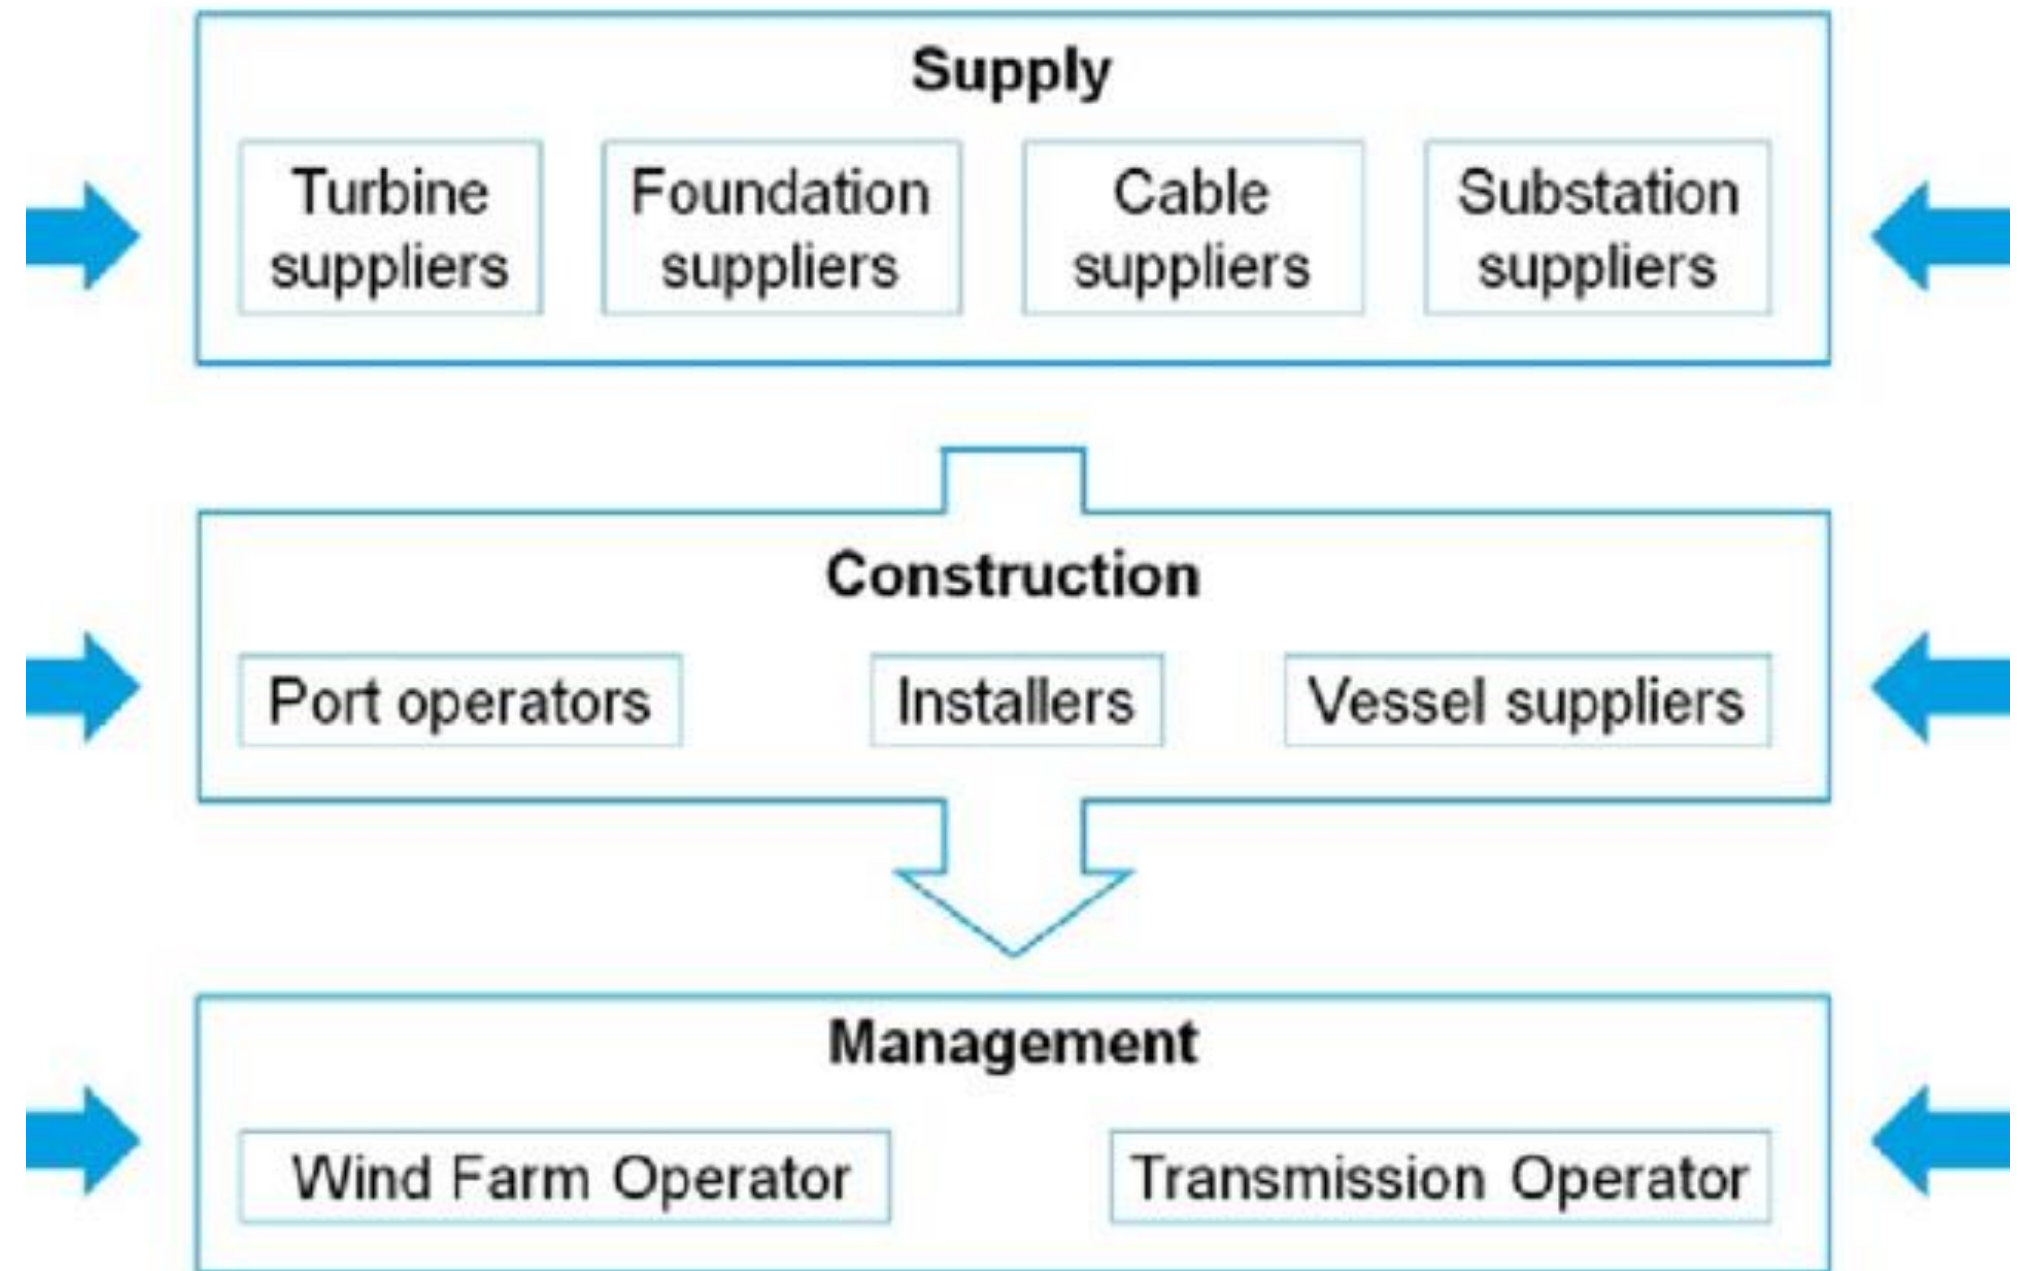 Supply
Turbine suppliers
Foundation suppliers
Cable suppliers
Substation suppliers
Construction
Port operators
Installers
Vessel suppliers
Management
Wind Farm Operator
Transmission Operator